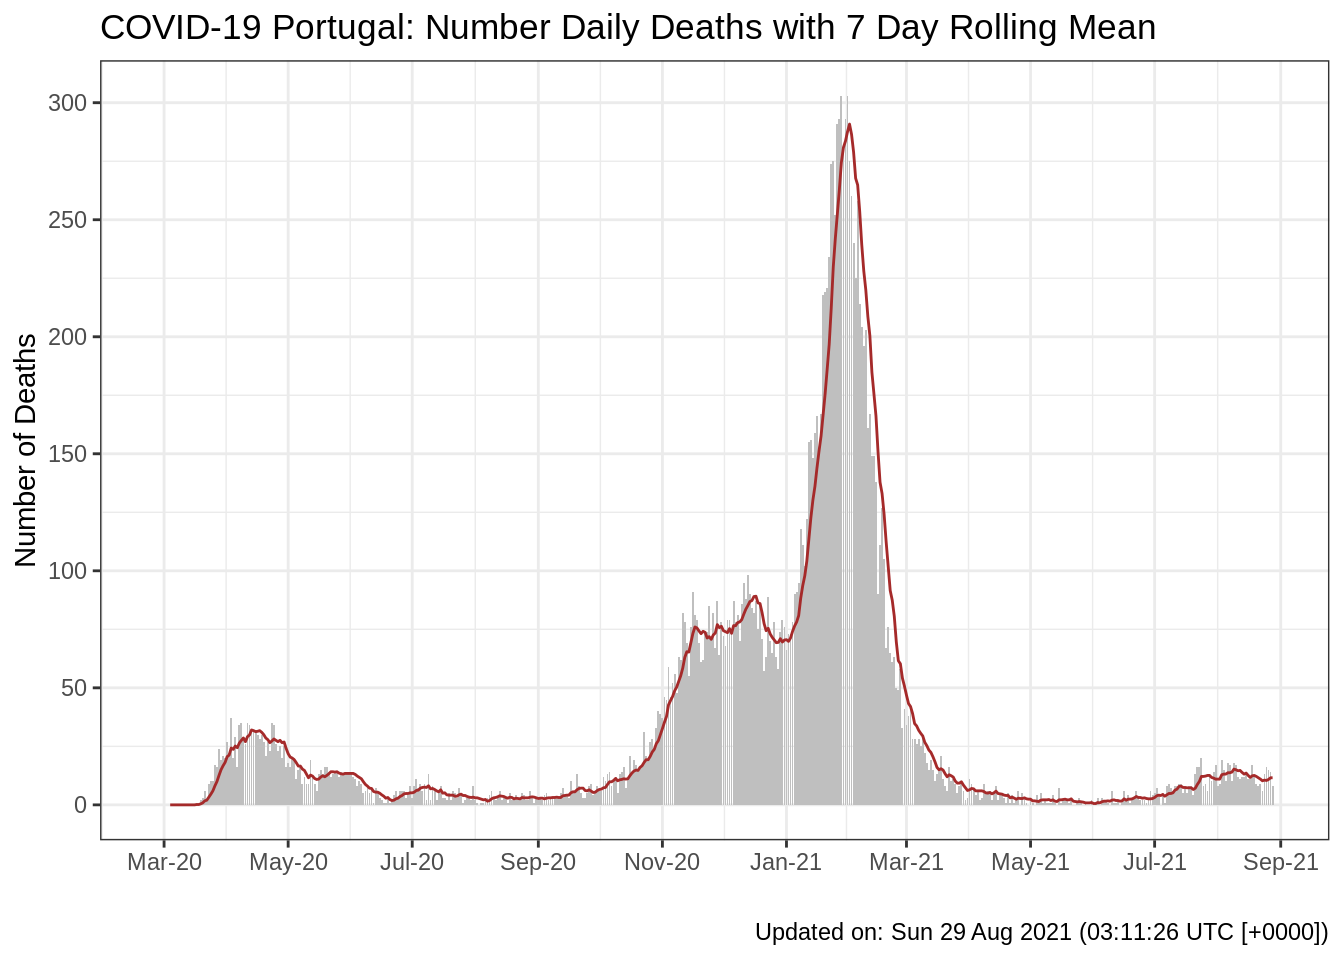 COVID-19 Portugal: Number Daily Deaths with 7 Day Rolling Mean
Number of Deaths
300
250
200
150
100
50
0
Mar-20 May-20 Jul-20 Sep-20 Nov-20 Jan-21 Mar-21 May-21 Jul-21 Sep-21
Updated on: Sun 29 Aug 2021 (03:11:26 UTC [+0000])